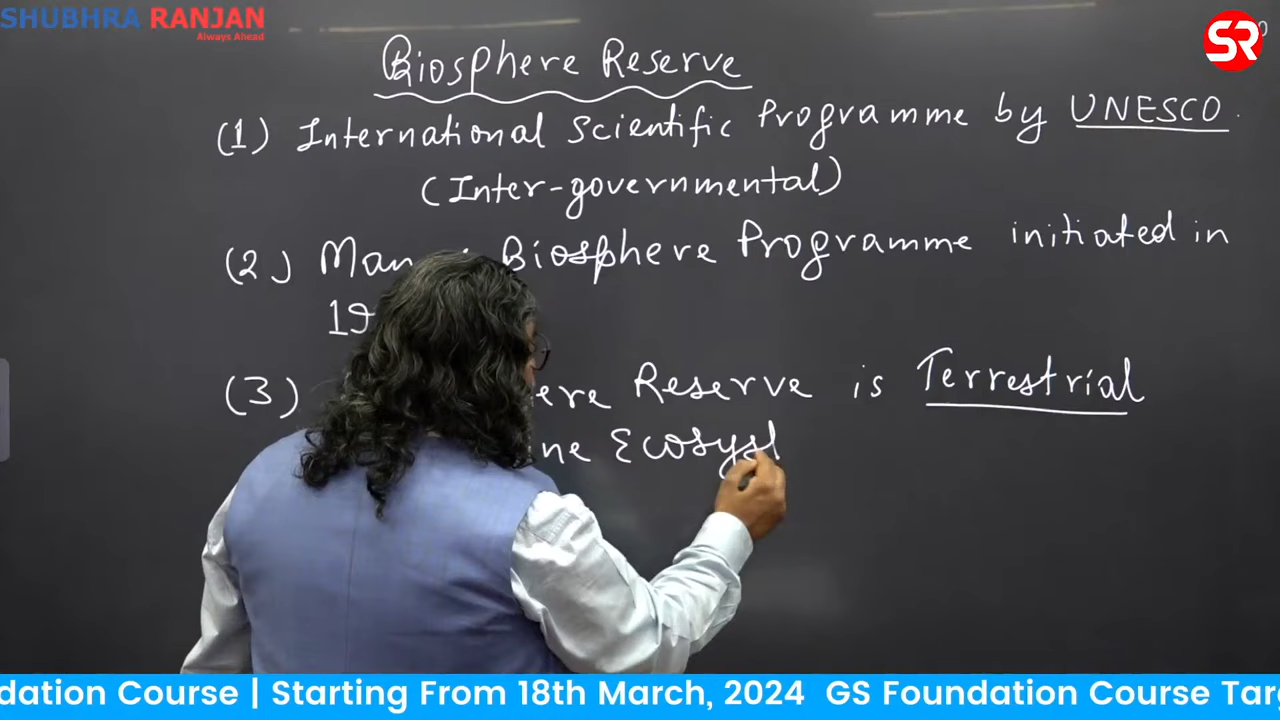 SHUBHRA RANJAN
Always Ahead
SR
Biosphere Reserve
(1) International Scientific Programme by UNESCO.
(Inter-governmental)
(2) Man Biosphere Programme initiated in
19
(3) ere Reserve is Terrestrial
ine Ecosyst
dation Course | Starting From 18th March, 2024 GS Foundation Course Targ